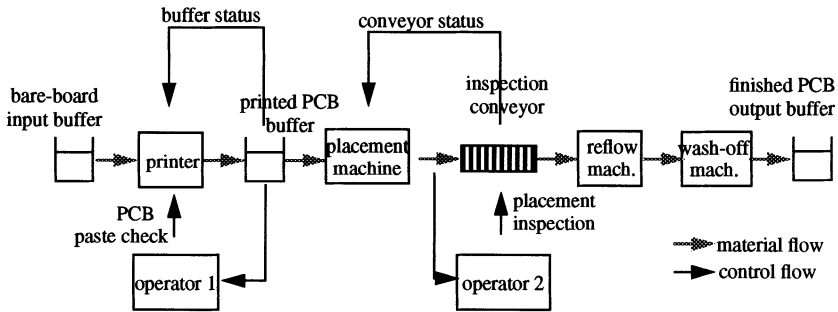 buffer status
conveyor status
bare-board
input buffer
printer
printed PCB
buffer
placement
machine
inspection
conveyor
reflow
mach.
wash-off
mach.
finished PCB
output buffer
PCB
paste check
operator 1
placement
inspection
operator 2
material flow
control flow